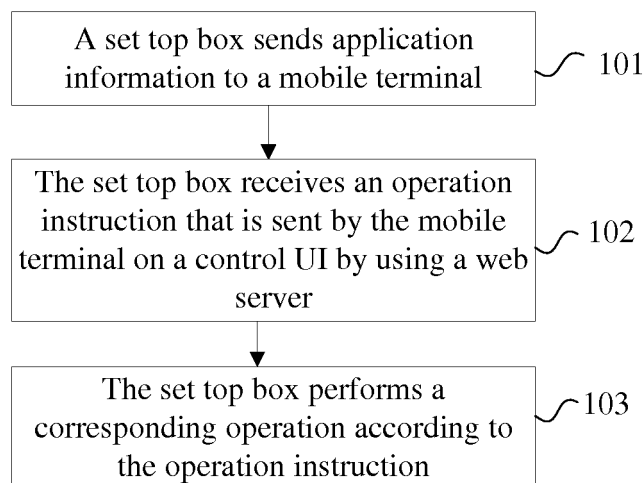 A set top box sends application
information to a mobile terminal
101
The set top box receives an operation
instruction that is sent by the mobile
terminal on a control UI by using a web
server
102
The set top box performs a
corresponding operation according to
the operation instruction
103